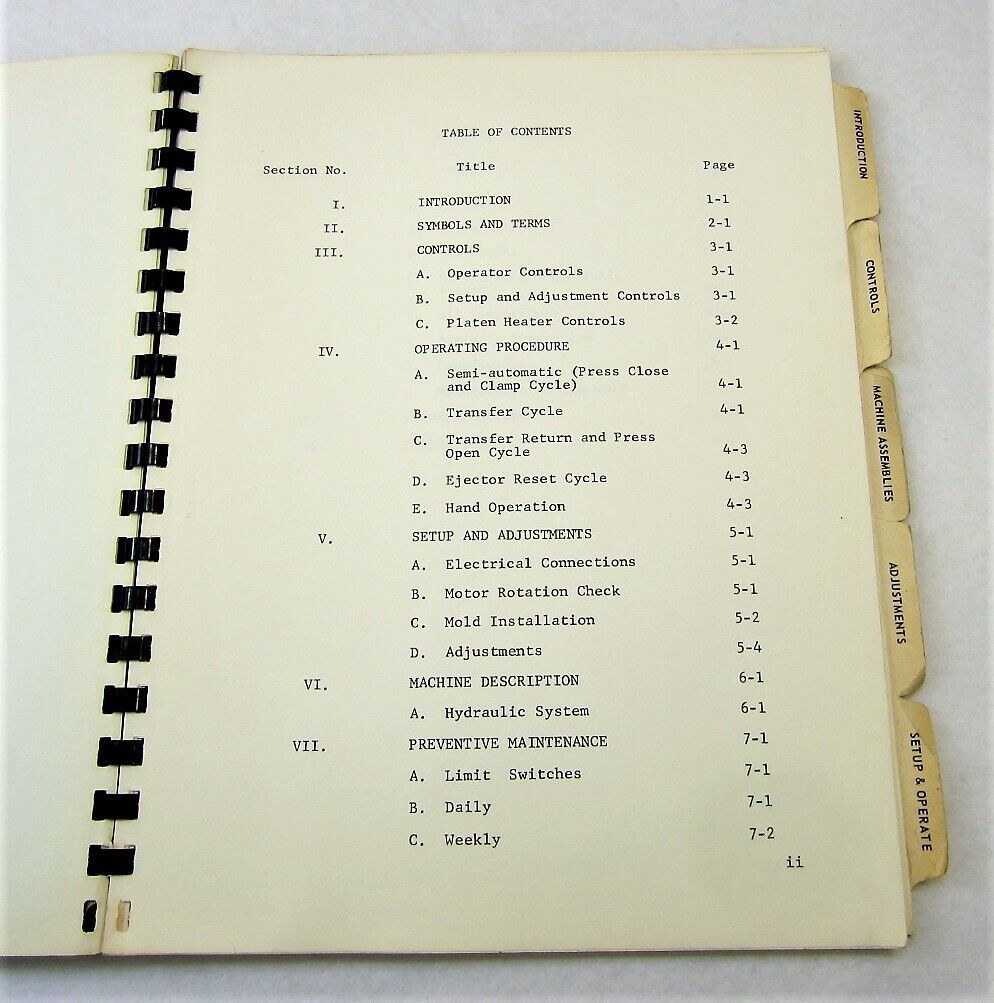 TABLE OF CONTENTS
Section No. Title Page
I. INTRODUCTION 1-1
II. SYMBOLS AND TERMS 2-1
III. CONTROLS 3-1
A. Operator Controls 3-1
B. Setup and Adjustment Controls 3-1
C. Platen Heater Controls 3-2
IV. OPERATING PROCEDURE 4-1
A. Semi-automatic (Press Close
and Clamp Cycle) 4-1
B. Transfer Cycle 4-1
C. Transfer Return and Press
Open Cycle 4-3
D. Ejector Reset Cycle 4-3
E. Hand Operation 4-3
V. SETUP AND ADJUSTMENTS 5-1
A. Electrical Connections 5-1
B. Motor Rotation Check 5-1
C. Mold Installation 5-2
D. Adjustments 5-4
VI. MACHINE DESCRIPTION 6-1
A. Hydraulic System 6-1
VII. PREVENTIVE MAINTENANCE 7-1
A. Limit Switches 7-1
B. Daily 7-1
C. Weekly 7-2
ii
INTRODUCTION
CONTROLS
MACHINE ASSEMBLIES
ADJUSTMENTS
SETUP & OPERATE